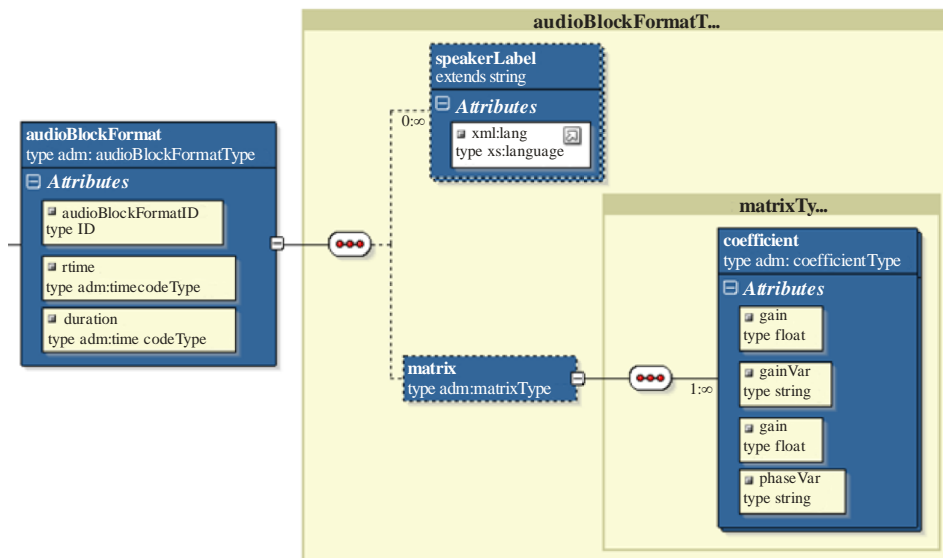 audioBlockFormatT...
speakerLabel
extends string
Attributes
xml:lang
type xs:language
0:∞
audioBlockFormat
type adm: audioBlockFormatType
Attributes
audioBlockFormatID
type ID
rtime
type adm:timecodeType
duration
type adm:time codeType
matrix
type adm:matrixType
matrixTy...
1:∞
coefficient
type adm: coefficientType
Attributes
gain
type float
gainVar
type string
gain
type float
phaseVar
type string